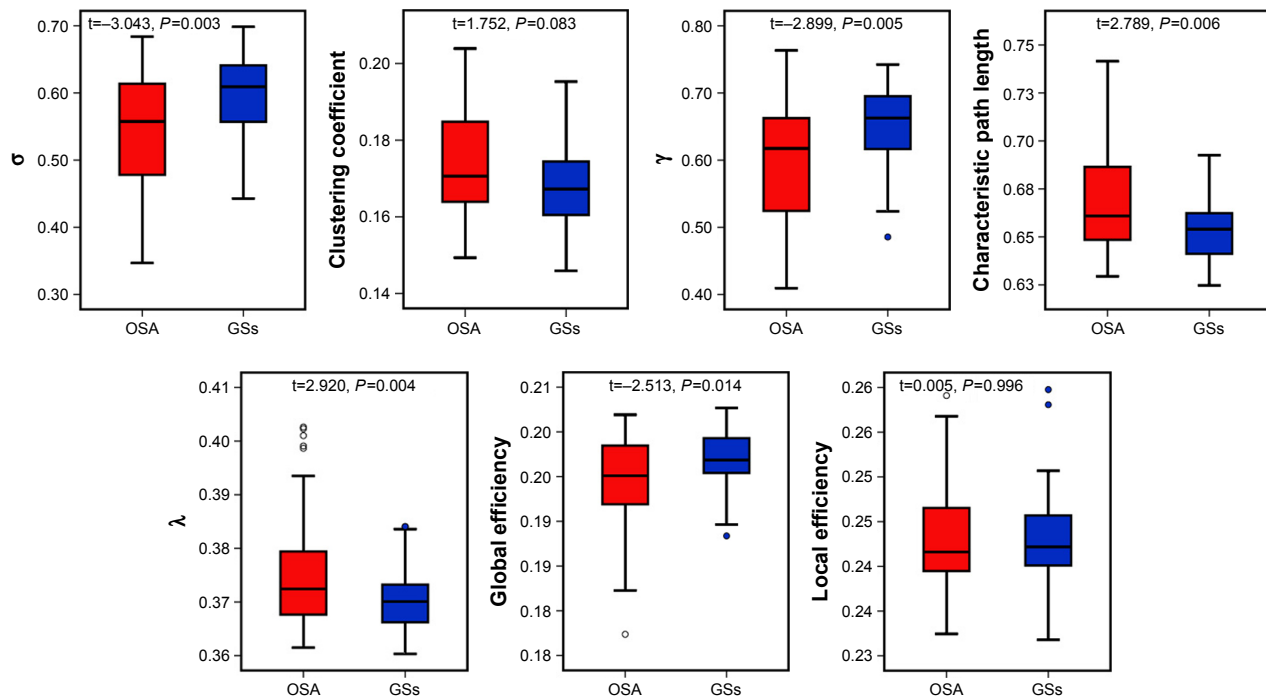 t=–3.043, P=0.003
σ
0.70
0.60
0.50
0.40
0.30
OSA GSs
t=1.752, P=0.083
Clustering coefficient
0.20
0.18
0.16
0.14
OSA GSs
t=–2.899, P=0.005
γ
0.80
0.70
0.60
0.50
0.40
OSA GSs
t=2.789, P=0.006
Characteristic path length
0.75
0.73
0.70
0.68
0.65
0.63
OSA GSs
t=2.920, P=0.004
λ
0.41
0.40
0.39
0.38
0.37
0.36
OSA GSs
t=–2.513, P=0.014
Global efficiency
0.21
0.20
0.20
0.19
0.19
0.18
0.18
OSA GSs
t=0.005, P=0.996
Local efficiency
0.26
0.26
0.25
0.25
0.24
0.24
0.23
OSA GSs